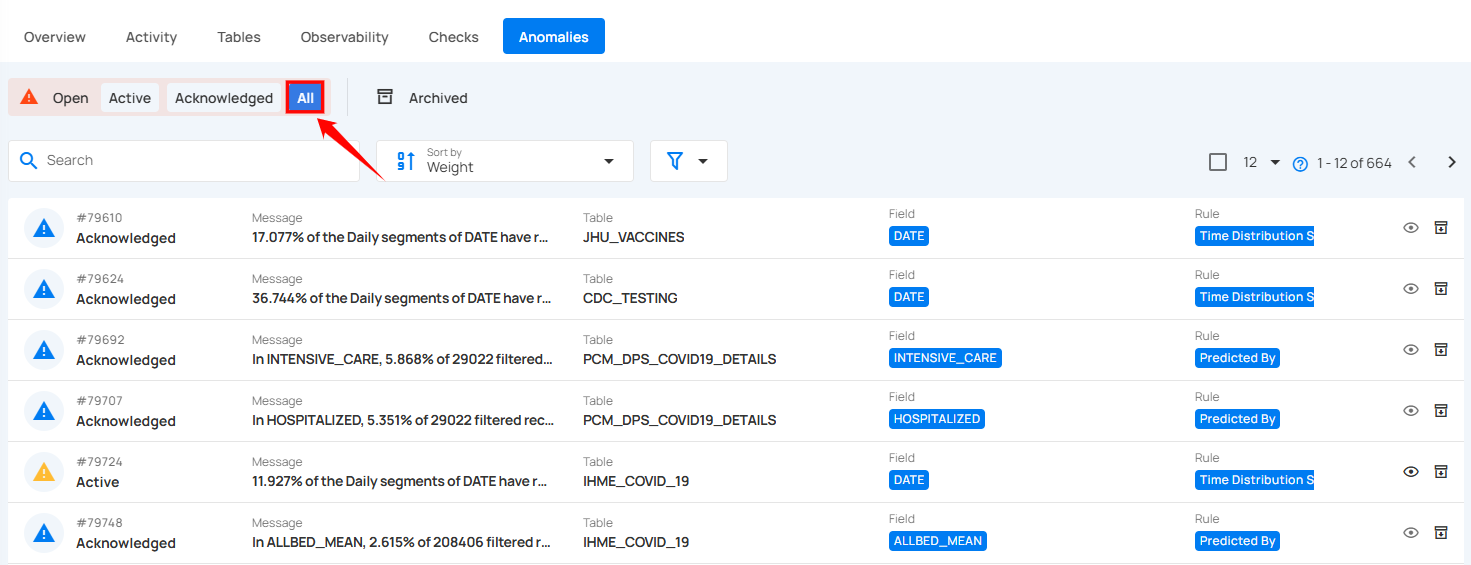 Overview Activity Tables Observability Checks Anomalies
Open Active Acknowledged All Archived
Search
Sort by
Weight
12 1 - 12 of 664
#79610 Message Table Field Rule
Acknowledged 17.077% of the Daily segments of DATE have r... JHU_VACCINES DATE Time Distribution S
#79624 Message Table Field Rule
Acknowledged 36.744% of the Daily segments of DATE have r... CDC_TESTING DATE Time Distribution S
#79692 Message Table Field Rule
Acknowledged In INTENSIVE_CARE, 5.868% of 29022 filtered... PCM_DPS_COVID19_DETAILS INTENSIVE_CARE Predicted By
#79707 Message Table Field Rule
Acknowledged In HOSPITALIZED, 5.351% of 29022 filtered rec... PCM_DPS_COVID19_DETAILS HOSPITALIZED Predicted By
#79724 Message Table Field Rule
Active 11.927% of the Daily segments of DATE have r... IHME_COVID_19 DATE Time Distribution S
#79748 Message Table Field Rule
Acknowledged In ALLBED_MEAN, 2.615% of 208406 filtered r... IHME_COVID_19 ALLBED_MEAN Predicted By